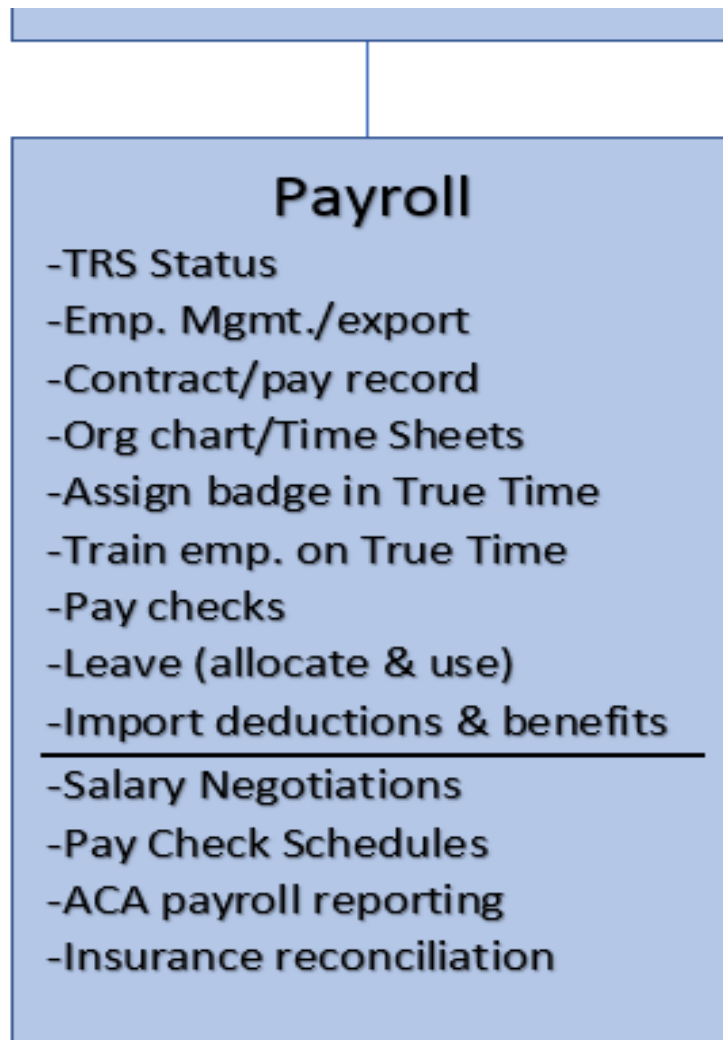 Payroll
-TRS Status
-Emp. Mgmt./export
-Contract/pay record
-Org chart/Time Sheets
-Assign badge in True Time
-Train emp. on True Time
-Pay checks
-Leave (allocate & use)
-Import deductions & benefits
-Salary Negotiations
-Pay Check Schedules
-ACA payroll reporting
-Insurance reconciliation